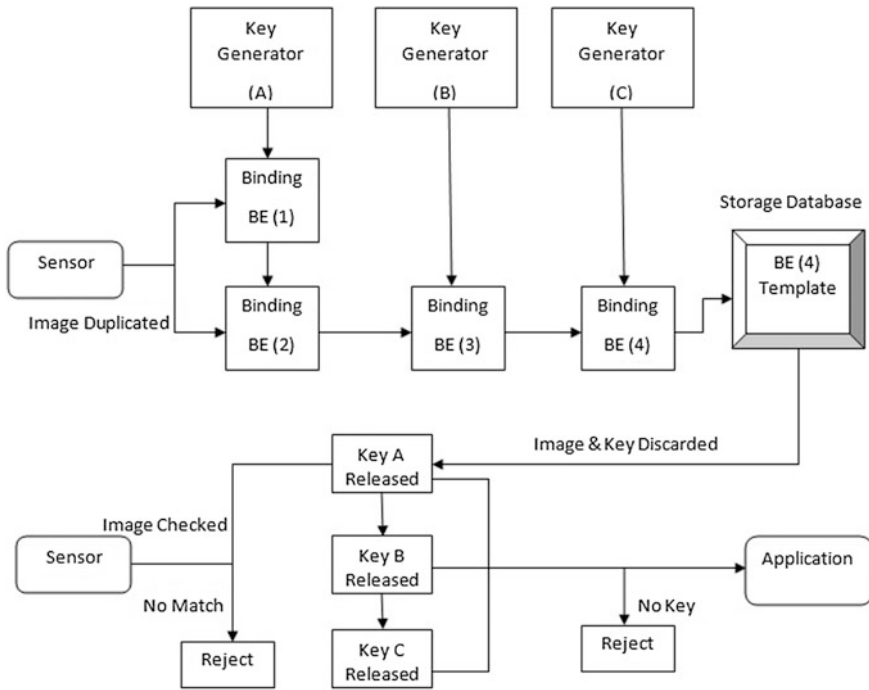 Key
Generator
(A)
Key
Generator
(B)
Key
Generator
(C)
Binding
BE (1)
Storage Database
Sensor
Image Duplicated
Binding
BE (2)
Binding
BE (3)
Binding
BE (4)
BE (4)
Template
Image & Key Discarded
Key A
Released
Image Checked
Sensor
No Match
Reject
Key B
Released
Key C
Released
No Key
Reject
Application